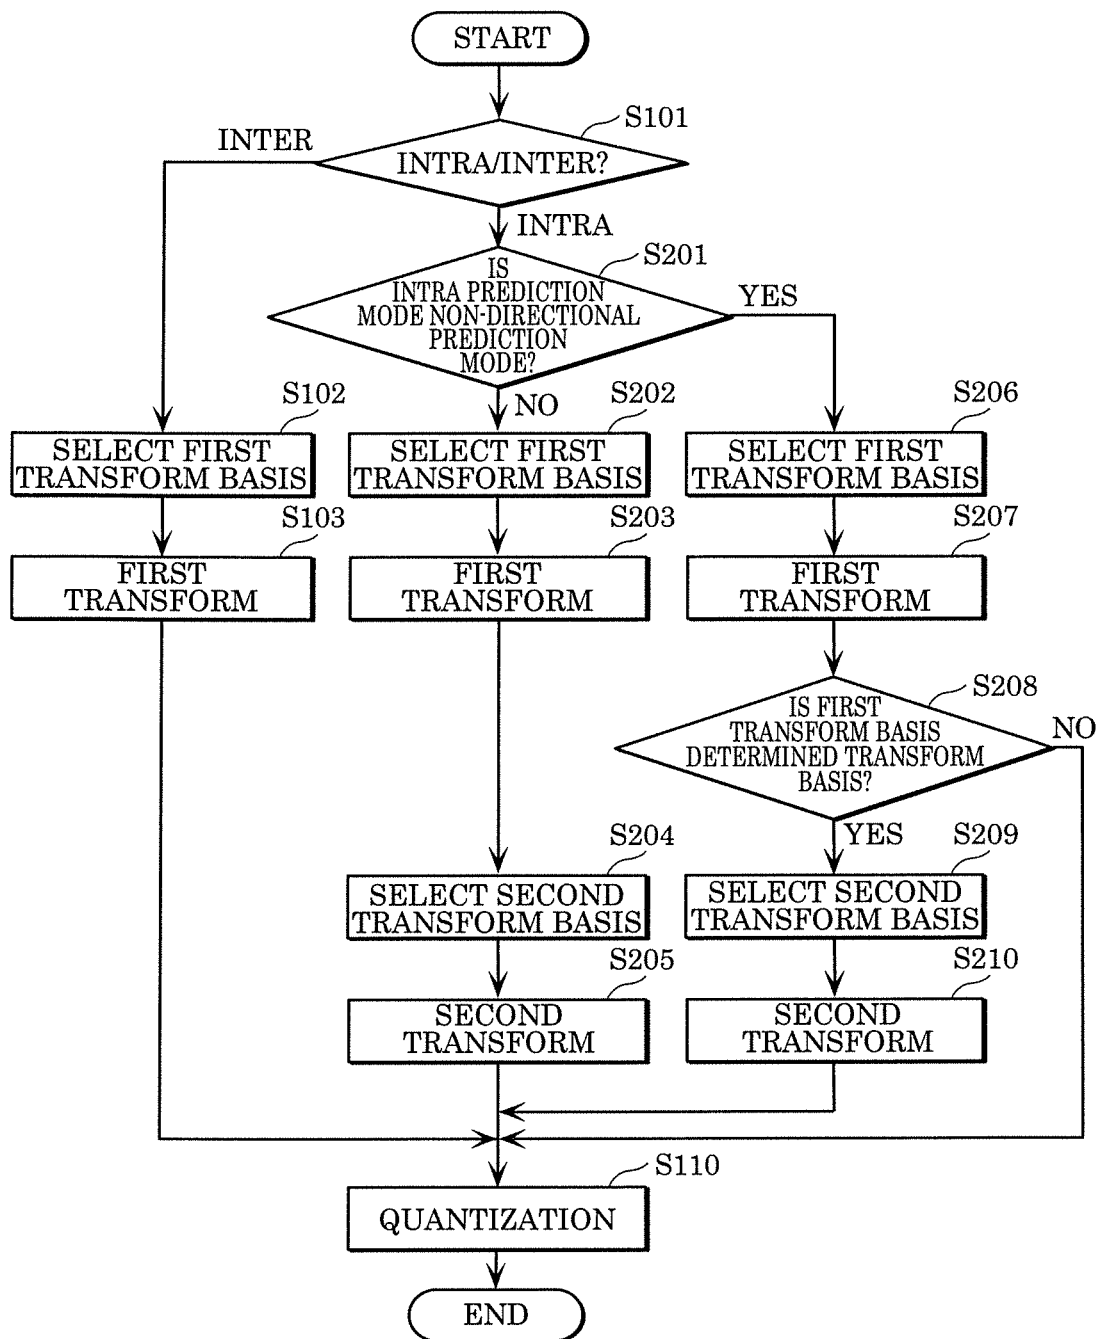 START
S101
INTER
INTRA/INTER?
INTRA
S201
IS
INTRA PREDICTION
MODE NON-DIRECTIONAL
PREDICTION
MODE?
YES
NO
S102
SELECT FIRST
TRANSFORM BASIS
S202
SELECT FIRST
TRANSFORM BASIS
S206
SELECT FIRST
TRANSFORM BASIS
S103
FIRST
TRANSFORM
S203
FIRST
TRANSFORM
S207
FIRST
TRANSFORM
S208
IS FIRST
TRANSFORM BASIS
DETERMINED TRANSFORM
BASIS?
NO
YES
S204
SELECT SECOND
TRANSFORM BASIS
S209
SELECT SECOND
TRANSFORM BASIS
S205
SECOND
TRANSFORM
S210
SECOND
TRANSFORM
S110
QUANTIZATION
END